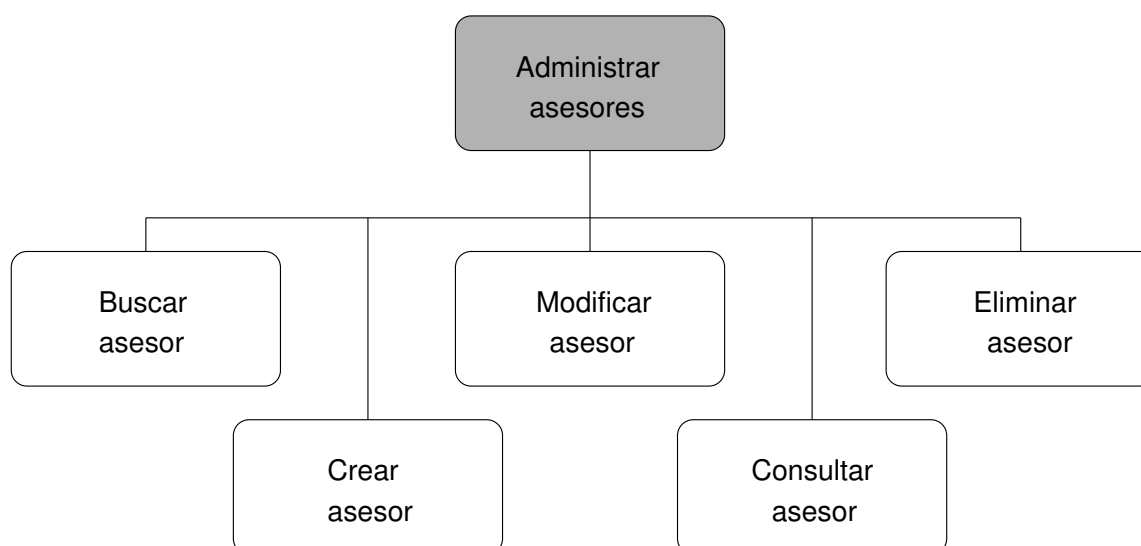 Administrar
asesores
Buscar
asesor
Modificar
asesor
Eliminar
asesor
Crear
asesor
Consultar
asesor